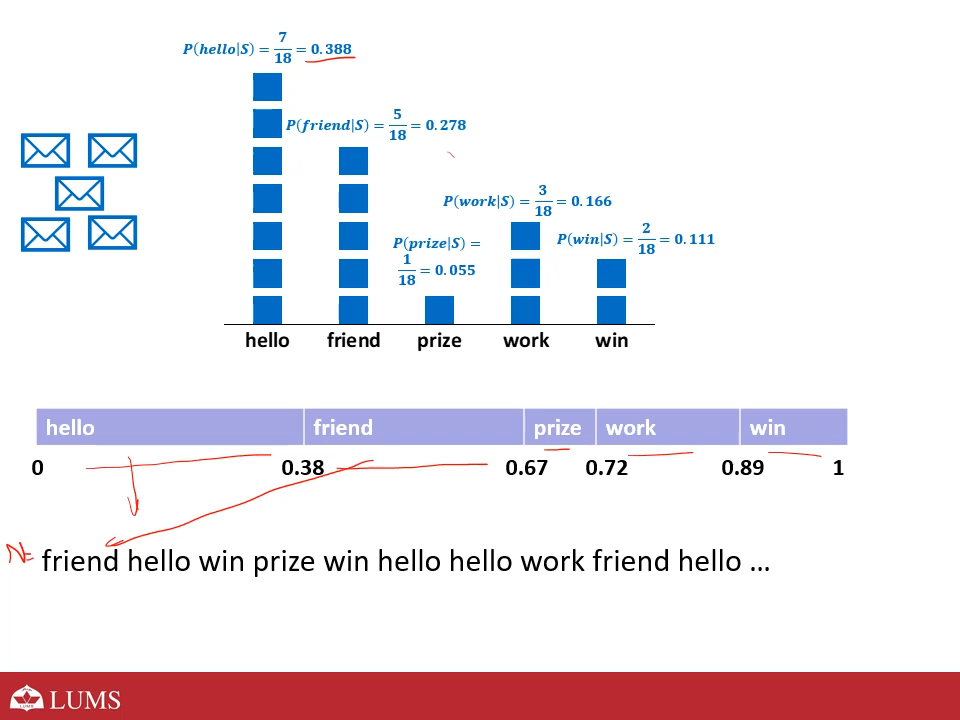 P(hello|S) = 7/18 = 0.388
P(friend|S) = 5/18 = 0.278
P(work|S) = 3/18 = 0.166
P(prize|S) =
1/18 = 0.055
P(win|S) = 2/18 = 0.111
hello friend prize work win
hello friend prize work win
0 0.38 0.67 0.72 0.89 1
friend hello win prize win hello hello work friend hello ...
LUMS